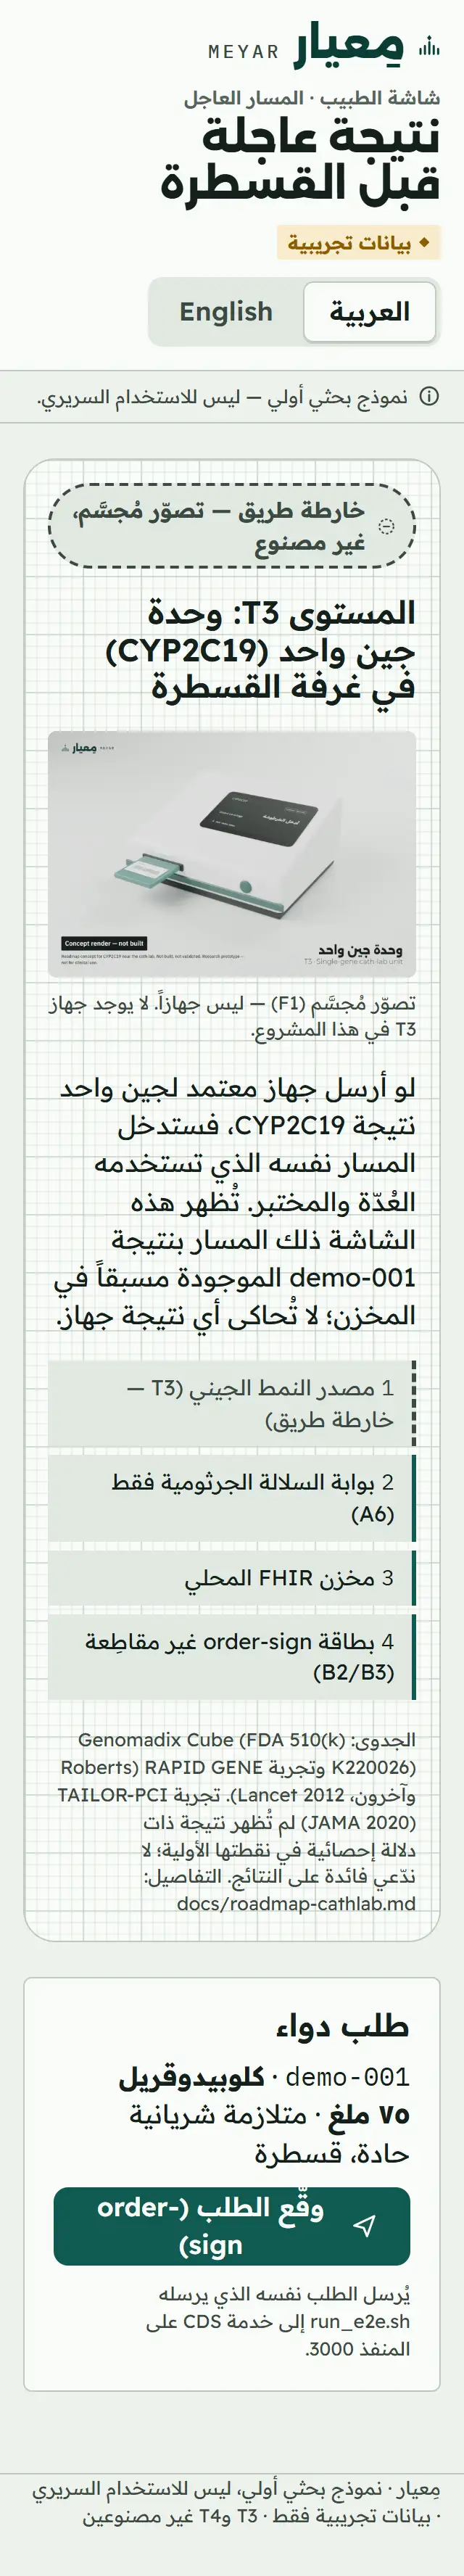 مِعيار MEYAR
شاشة الطبيب · المسار العاجل
نتيجة عاجلة
قبل القسطرة
بيانات تجريبية
العربية
English
نموذج بحثي أولي — ليس للاستخدام السريري.
خارطة طريق — تصوّر مُجسَّم،
غير مصنوع
المستوى T3: وحدة
جين واحد (CYP2C19)
في غرفة القسطرة
مِعيار MEYAR
Concept render — not built
وحدة جين واحد
T3 · Single-gene cath-lab unit
تصوّر مُجسَّم (F1) — ليس جهازاً. لا يوجد جهاز
T3 في هذا المشروع.
لو أرسل جهاز معتمد لجين واحد
نتيجة CYP2C19، فستدخل
المسار نفسه الذي تستخدمه
العُدّة والمختبر. تُظهر هذه
الشاشة ذلك المسار بنتيجة
demo-001 الموجودة مسبقاً في
المخزن؛ لا تُحاكى أي نتيجة جهاز.
1 مصدر النمط الجيني (T3 —
خارطة طريق)
2 بوابة السلالة الجرثومية فقط
(A6)
3 مخزن FHIR المحلي
4 بطاقة order-sign غير مقاطِعة
(B2/B3)
الجدوى: Genomadix Cube (FDA 510(k)
K220026) وتجربة RAPID GENE (Roberts
وآخرون، Lancet 2012). تجربة TAILOR-PCI
(JAMA 2020) لم تُظهر نتيجة ذات
دلالة إحصائية في نقطتها الأولية؛ لا
ندّعي فائدة على النتائج. التفاصيل:
docs/roadmap-cathlab.md
طلب دواء
demo-001 · كلوبيدوقريل
٧٥ ملغ · متلازمة شريانية
حادة، قسطرة
وقّع الطلب (order-
sign)
يُرسل الطلب نفسه الذي يرسله
run_e2e.sh إلى خدمة CDS على
المنفذ 3000.
مِعيار · نموذج بحثي أولي، ليس للاستخدام السريري
· بيانات تجريبية فقط · T3 وT4 غير مصنوعين